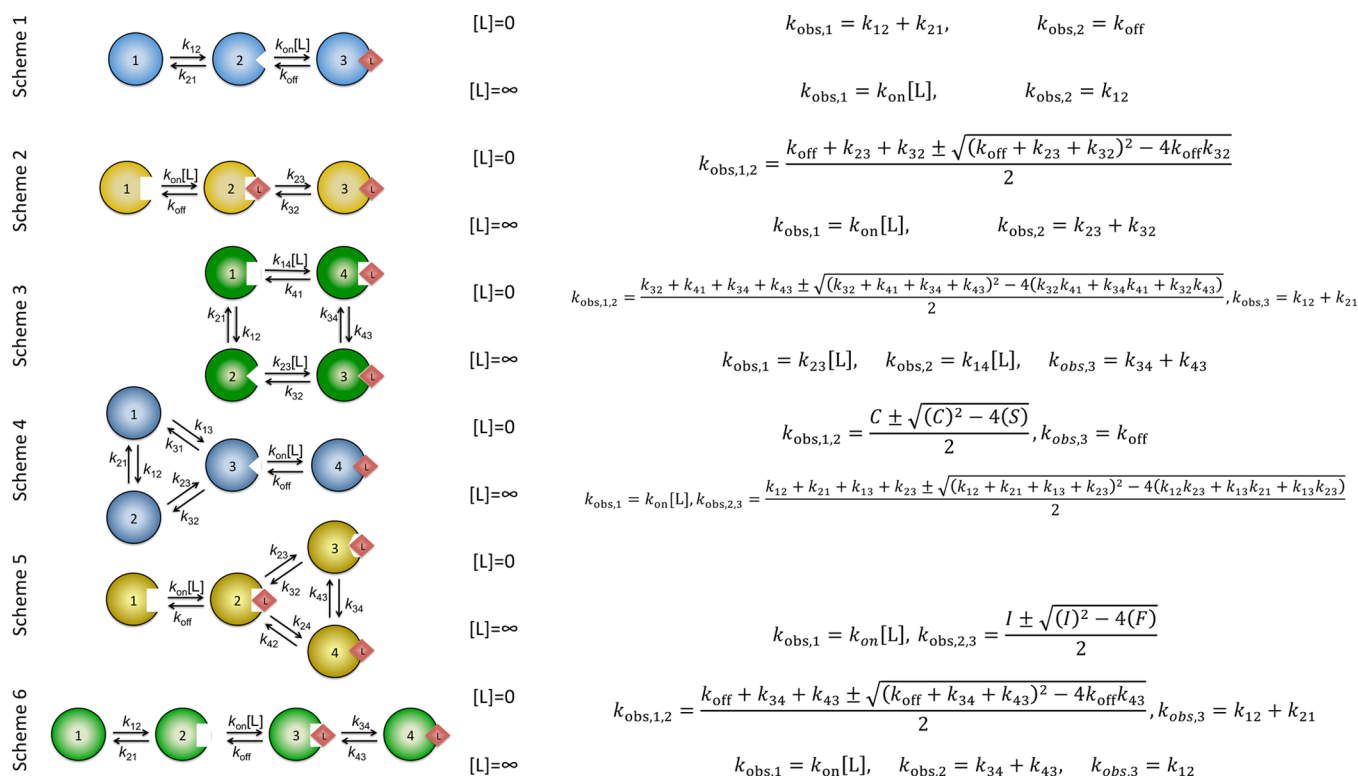 Scheme 1
1
k12
k21
2
kon[L]
koff
3
L
[L]=0
kobs,1 = k12 + k21, kobs,2 = koff
[L]=∞
kobs,1 = kon[L], kobs,2 = k12
Scheme 2
1
kon[L]
koff
2
L
k23
k32
3
L
[L]=0
kobs,1,2 = (koff + k23 + k32 ± √((koff + k23 + k32)² − 4koffk32)) / 2
[L]=∞
kobs,1 = kon[L], kobs,2 = k23 + k32
Scheme 3
1
k14[L]
k41
4
L
k21
k12
k34
k43
2
k23[L]
k32
3
L
[L]=0
kobs,1,2 = (k32 + k41 + k34 + k43 ± √((k32 + k41 + k34 + k43)² − 4(k32k41 + k34k41 + k32k43))) / 2, kobs,3 = k12 + k21
[L]=∞
kobs,1 = k23[L], kobs,2 = k14[L], kobs,3 = k34 + k43
Scheme 4
1
k13
k31
k21
k12
3
kon[L]
koff
4
L
k23
k32
2
[L]=0
kobs,1,2 = (C ± √((C)² − 4(S))) / 2, kobs,3 = koff
[L]=∞
kobs,1 = kon[L], kobs,2,3 = (k12 + k21 + k13 + k23 ± √((k12 + k21 + k13 + k23)² − 4(k12k23 + k13k21 + k13k23))) / 2
Scheme 5
1
kon[L]
koff
2
L
k23
k32
3
L
k43
k34
k24
k42
4
L
[L]=0
[L]=∞
kobs,1 = kon[L], kobs,2,3 = (I ± √((I)² − 4(F))) / 2
Scheme 6
1
k12
k21
2
kon[L]
koff
3
L
k34
k43
4
L
[L]=0
kobs,1,2 = (koff + k34 + k43 ± √((koff + k34 + k43)² − 4koffk43)) / 2, kobs,3 = k12 + k21
[L]=∞
kobs,1 = kon[L], kobs,2 = k34 + k43, kobs,3 = k12